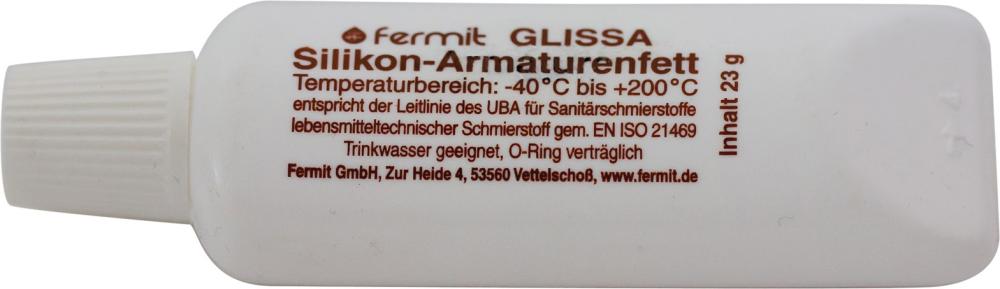 fermit GLISSA
Silikon-Armaturenfett
Temperaturbereich: -40°C bis +200°C
entspricht der Leitlinie des UBA für Sanitärschmierstoffe
lebensmitteltechnischer Schmierstoff gem. EN ISO 21469
Trinkwasser geeignet, O-Ring verträglich
Fermit GmbH, Zur Heide 4, 53560 Vettelschoß, www.fermit.de
Inhalt 23 g